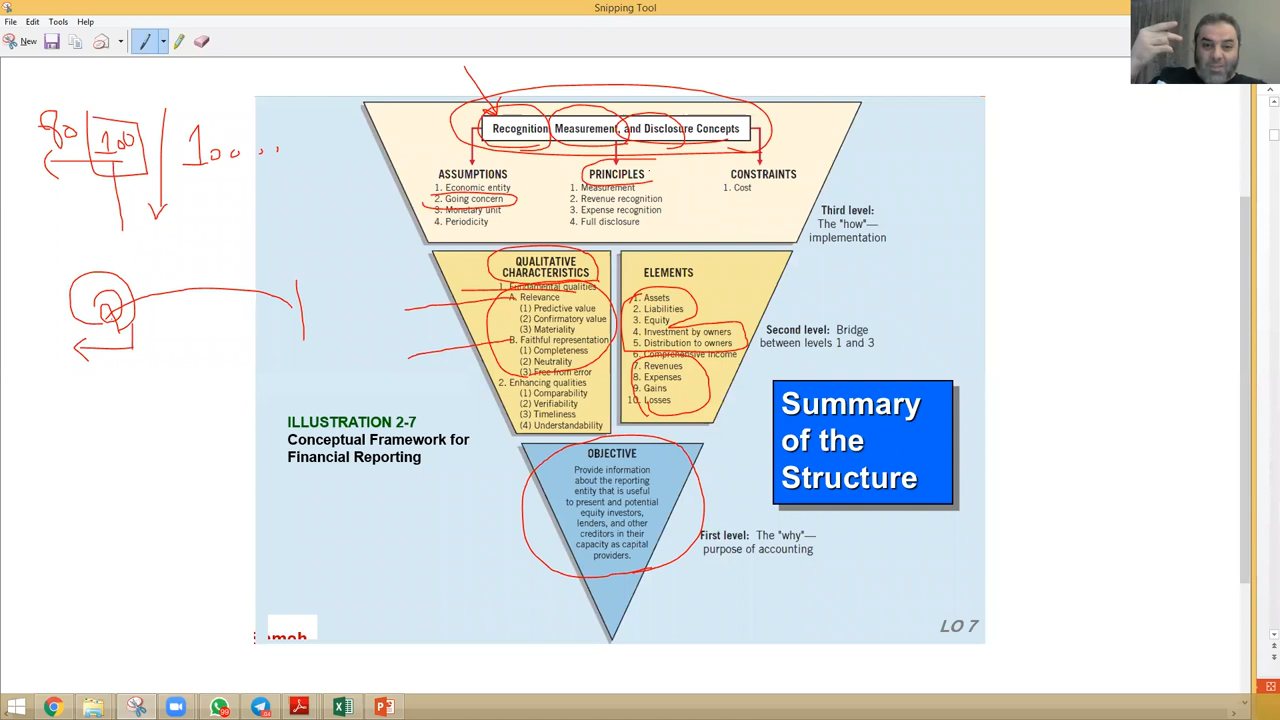 Snipping Tool
File Edit Tools Help
New
90 100 100..
Recognition, Measurement, and Disclosure Concepts
ASSUMPTIONS
1. Economic entity
2. Going concern
3. Monetary unit
4. Periodicity
PRINCIPLES
1. Measurement
2. Revenue recognition
3. Expense recognition
4. Full disclosure
CONSTRAINTS
1. Cost
Third level:
The "how"—
implementation
QUALITATIVE
CHARACTERISTICS
1. Fundamental qualities
A. Relevance
(1) Predictive value
(2) Confirmatory value
(3) Materiality
B. Faithful representation
(1) Completeness
(2) Neutrality
(3) Free from error
2. Enhancing qualities
(1) Comparability
(2) Verifiability
(3) Timeliness
(4) Understandability
ELEMENTS
1. Assets
2. Liabilities
3. Equity
4. Investment by owners
5. Distribution to owners
6. Comprehensive income
7. Revenues
8. Expenses
9. Gains
10. Losses
Second level: Bridge
between levels 1 and 3
Summary
of the
Structure
ILLUSTRATION 2-7
Conceptual Framework for
Financial Reporting
OBJECTIVE
Provide information
about the reporting
entity that is useful
to present and potential
equity investors,
lenders, and other
creditors in their
capacity as capital
providers.
First level: The "why"—
purpose of accounting
LO 7